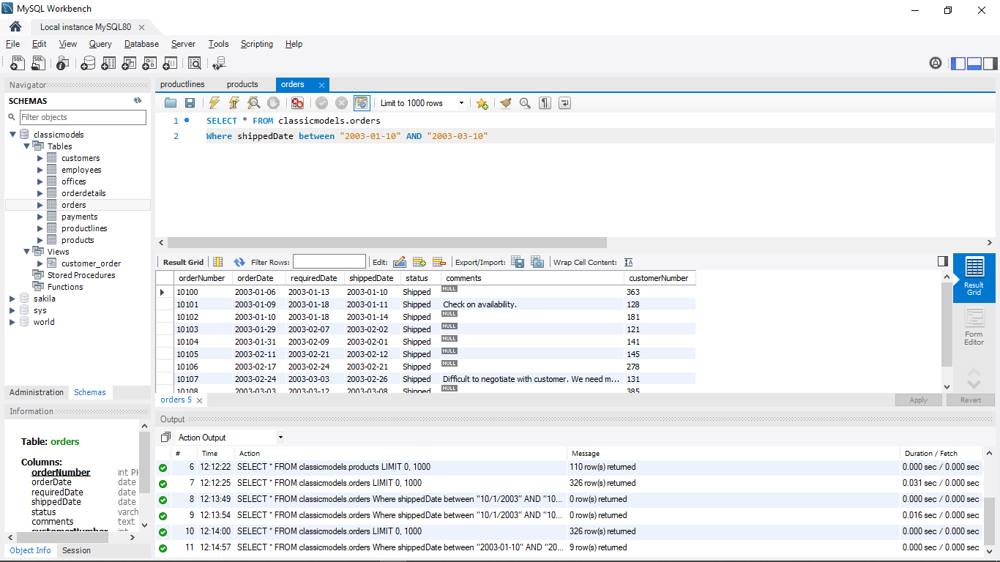 MySQL Workbench
Local instance MySQL80
File Edit View Query Database Server Tools Scripting Help
Navigator
SCHEMAS
Filter objects
classicmodels
Tables
customers
employees
offices
orderdetails
orders
payments
productlines
products
Views
customer_order
Stored Procedures
Functions
sakila
sys
world
Administration Schemas
Information
Table: orders
Columns:
orderNumber int
orderDate date
requiredDate date
shippedDate date
status varch
comments text
customerNumber int
Object Info Session
productlines products orders
Limit to 1000 rows
1 SELECT * FROM classicmodels.orders
2 Where shippedDate between "2003-01-10" AND "2003-03-10"
Result Grid Filter Rows: Edit: Export/Import: Wrap Cell Content:
orderNumber orderDate requiredDate shippedDate status comments customerNumber
10100 2003-01-06 2003-01-13 2003-01-10 Shipped NULL 363
10101 2003-01-09 2003-01-18 2003-01-11 Shipped Check on availability. 128
10102 2003-01-10 2003-01-18 2003-01-14 Shipped NULL 181
10103 2003-01-29 2003-02-07 2003-02-02 Shipped NULL 121
10104 2003-01-31 2003-02-09 2003-02-01 Shipped NULL 141
10105 2003-02-11 2003-02-21 2003-02-12 Shipped NULL 145
10106 2003-02-17 2003-02-24 2003-02-21 Shipped NULL 278
10107 2003-02-24 2003-03-03 2003-02-26 Shipped Difficult to negotiate with customer. We need m... 131
10108 2003-03-03 2003-03-12 2003-03-08 Shipped NULL 385
Result
Grid
Form
Editor
orders 5
Apply Revert
Output
Action Output
# Time Action Message Duration / Fetch
6 12:12:22 SELECT * FROM classicmodels.products LIMIT 0, 1000 110 row(s) returned 0.000 sec / 0.000 sec
7 12:12:25 SELECT * FROM classicmodels.orders LIMIT 0, 1000 326 row(s) returned 0.031 sec / 0.000 sec
8 12:13:49 SELECT * FROM classicmodels.orders Where shippedDate between "10/1/2003" AND "10... 0 row(s) returned 0.000 sec / 0.000 sec
9 12:13:54 SELECT * FROM classicmodels.orders Where shippedDate between "10/1/2003" AND "10... 0 row(s) returned 0.016 sec / 0.000 sec
10 12:14:00 SELECT * FROM classicmodels.orders LIMIT 0, 1000 326 row(s) returned 0.000 sec / 0.000 sec
11 12:14:57 SELECT * FROM classicmodels.orders Where shippedDate between "2003-01-10" AND "20... 9 row(s) returned 0.000 sec / 0.000 sec